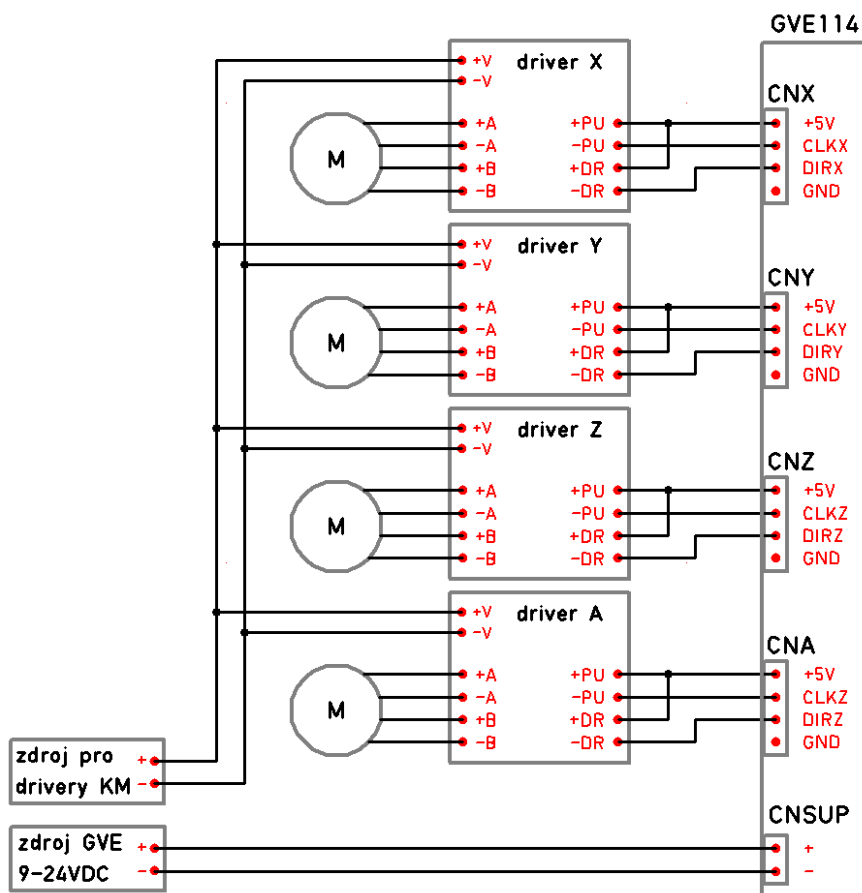 GVE114
driver X
+V
-V
+A
-A
+B
-B
M
+PU
-PU
+DR
-DR
CNX
+5V
CLKX
DIRX
GND
driver Y
+V
-V
+A
-A
+B
-B
M
+PU
-PU
+DR
-DR
CNY
+5V
CLKY
DIRY
GND
driver Z
+V
-V
+A
-A
+B
-B
M
+PU
-PU
+DR
-DR
CNZ
+5V
CLKZ
DIRZ
GND
driver A
+V
-V
+A
-A
+B
-B
M
+PU
-PU
+DR
-DR
CNA
+5V
CLKZ
DIRZ
GND
zdroj pro +
drivery KM -
zdroj GVE +
9-24VDC -
CNSUP
+
-